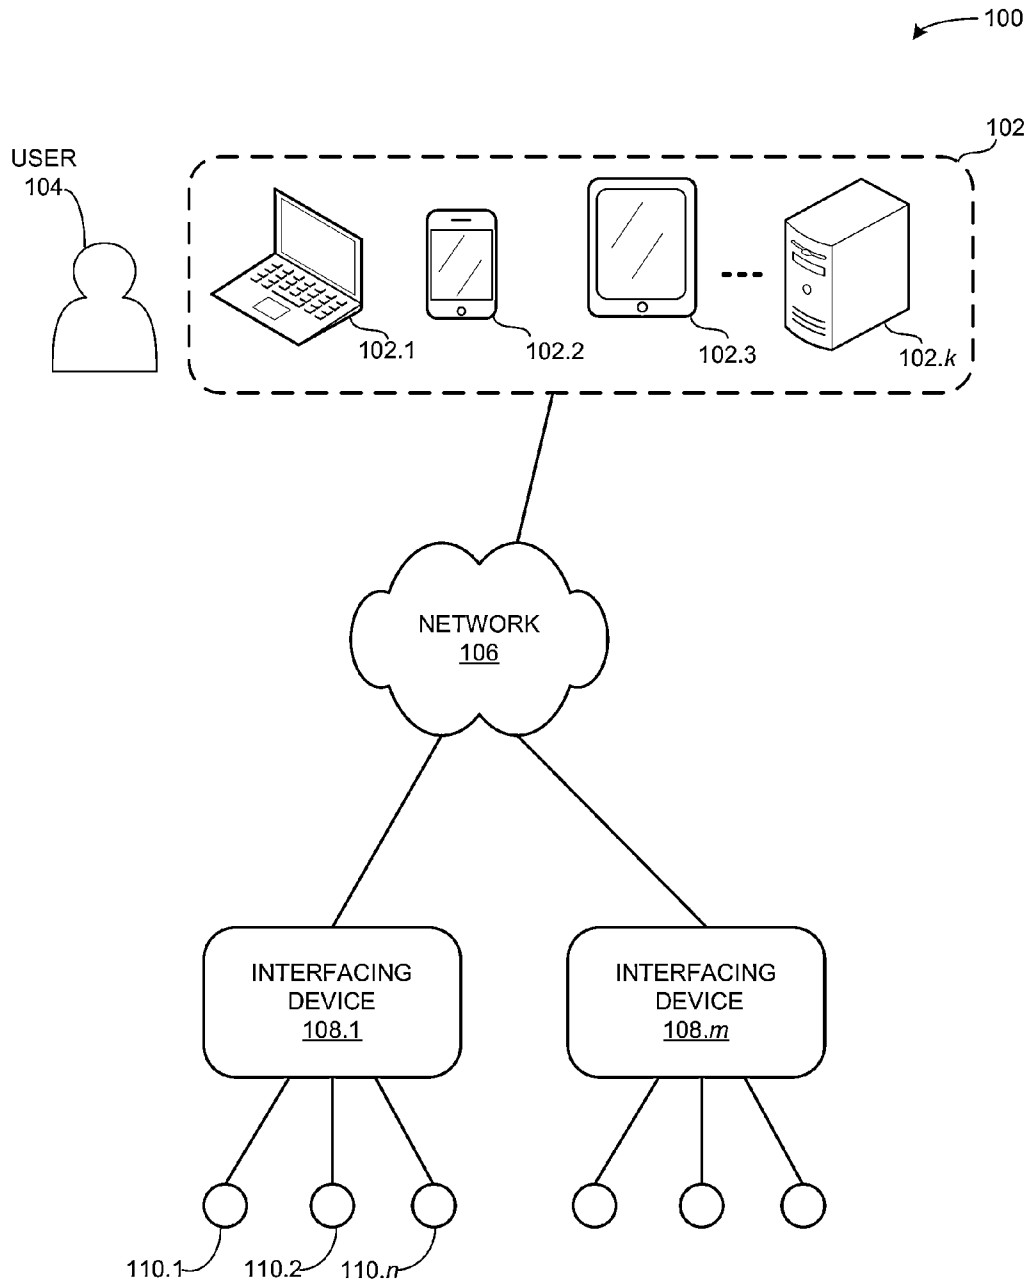 100
102
USER
104
102.1
102.2
102.3
102.k
NETWORK
106
INTERFACING
DEVICE
108.1
INTERFACING
DEVICE
108.m
110.1
110.2
110.n